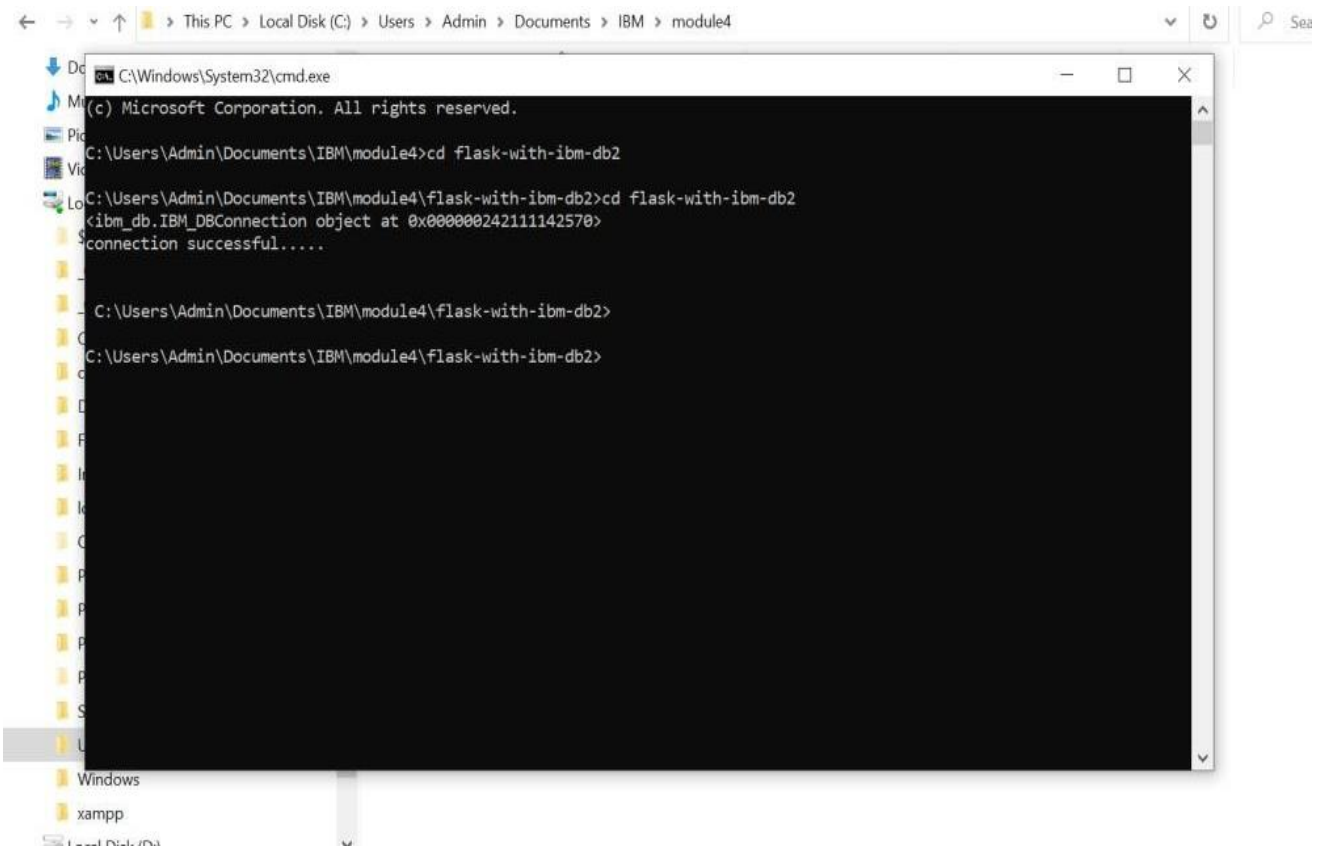 This PC > Local Disk (C:) > Users > Admin > Documents > IBM > module4
C:\Windows\System32\cmd.exe
(c) Microsoft Corporation. All rights reserved.
C:\Users\Admin\Documents\IBM\module4>cd flask-with-ibm-db2
C:\Users\Admin\Documents\IBM\module4\flask-with-ibm-db2>cd flask-with-ibm-db2
<ibm_db.IBM_DBConnection object at 0x000000242111142570>
connection successful.....
C:\Users\Admin\Documents\IBM\module4\flask-with-ibm-db2>
C:\Users\Admin\Documents\IBM\module4\flask-with-ibm-db2>
Windows
xampp
Local Disk (D:)